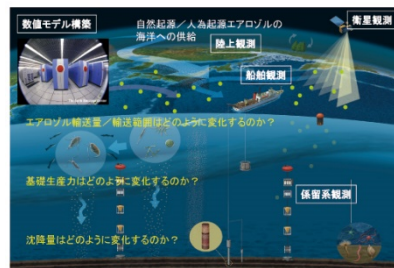 数値モデル構築
自然起源/人為起源エアロゾルの
海洋への供給
衛星観測
陸上観測
船舶観測
エアロゾル輸送量/輸送範囲はどのように変化するのか?
基礎生産力はどのように変化するのか?
係留系観測
沈降量はどのように変化するのか?